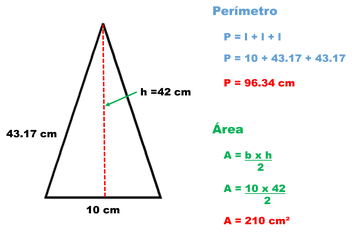 Perímetro
P = l + l + l
P = 10 + 43.17 + 43.17
P = 96.34 cm
h =42 cm
43.17 cm
10 cm
Área
A = b x h
2
A = 10 x 42
2
A = 210 cm²